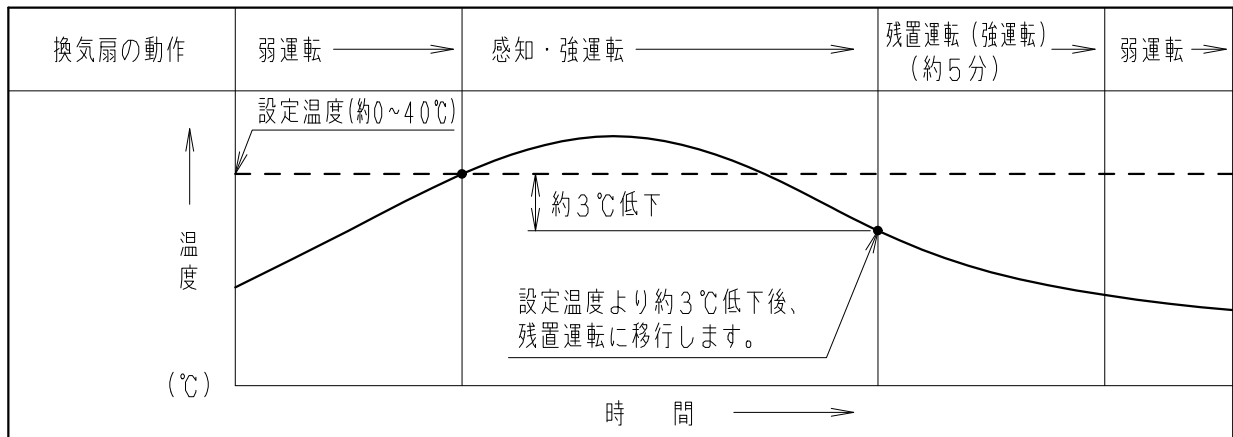 換気扇の動作
弱運転
感知・強運転
残置運転(強運転)
(約5分)
弱運転
設定温度(約0~40℃)
約3℃低下
温度
設定温度より約3℃低下後、
残置運転に移行します。
(℃)
時 間